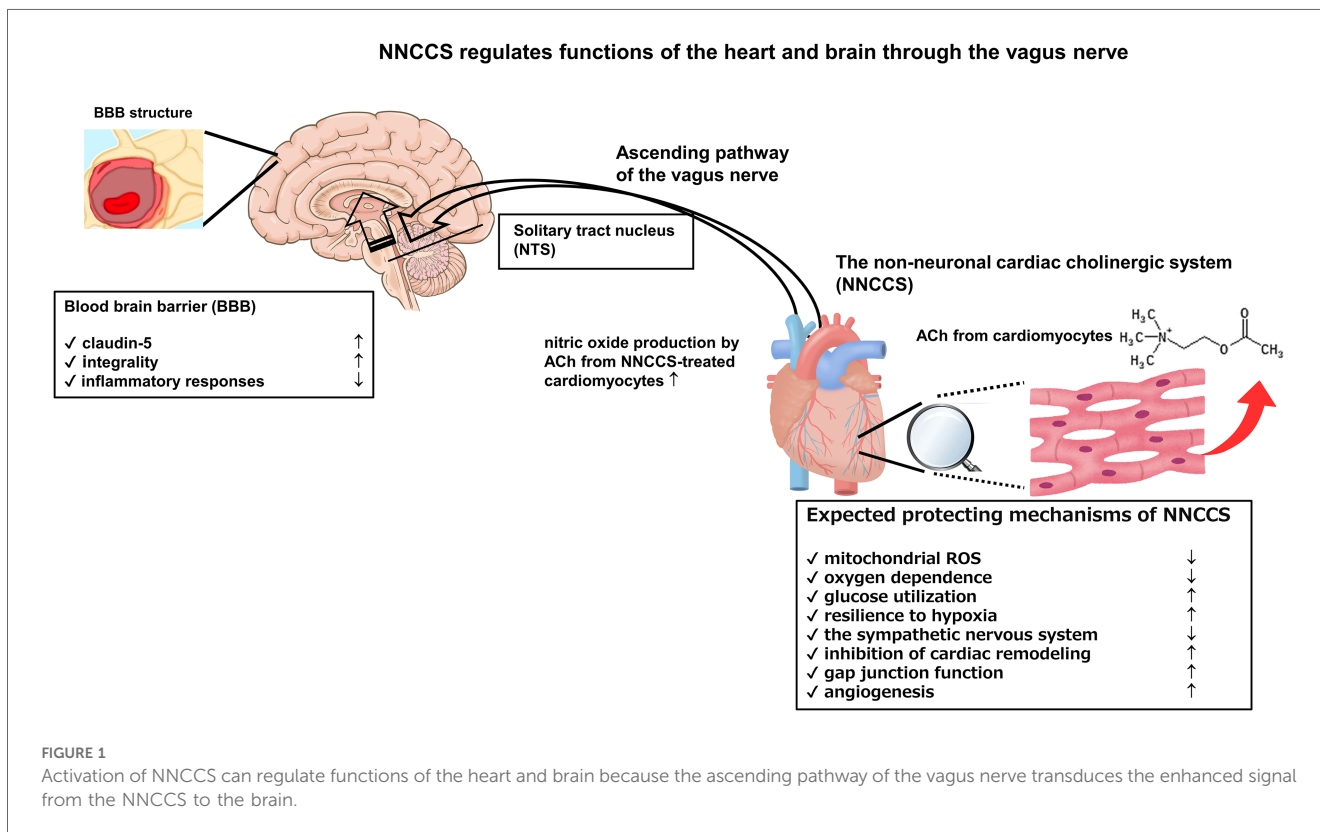 NNCCS regulates functions of the heart and brain through the vagus nerve
BBB structure
Ascending pathway
of the vagus nerve
Solitary tract nucleus
(NTS)
The non-neuronal cardiac cholinergic system
(NNCCS)
Blood brain barrier (BBB)
✓ claudin-5 ↑
✓ integrality ↑
✓ inflammatory responses ↓
nitric oxide production by
ACh from NNCCS-treated
cardiomyocytes ↑
ACh from cardiomyocytes
H₃C
H₃C N⁺ O O CH₃
H₃C
Expected protecting mechanisms of NNCCS
✓ mitochondrial ROS ↓
✓ oxygen dependence ↓
✓ glucose utilization ↑
✓ resilience to hypoxia ↑
✓ the sympathetic nervous system ↓
✓ inhibition of cardiac remodeling ↑
✓ gap junction function ↑
✓ angiogenesis ↑
FIGURE 1
Activation of NNCCS can regulate functions of the heart and brain because the ascending pathway of the vagus nerve transduces the enhanced signal
from the NNCCS to the brain.